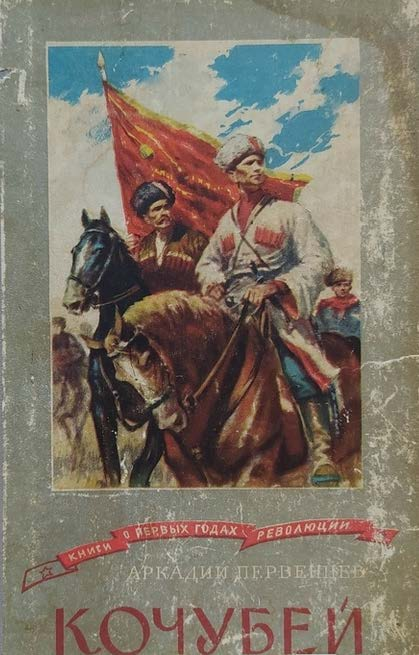 КНИГИ О ПЕРВЫХ ГОДАХ РЕВОЛЮЦИИ
АРКАДИЙ ПЕРВЕНЦЕВ
КОЧУБЕЙ